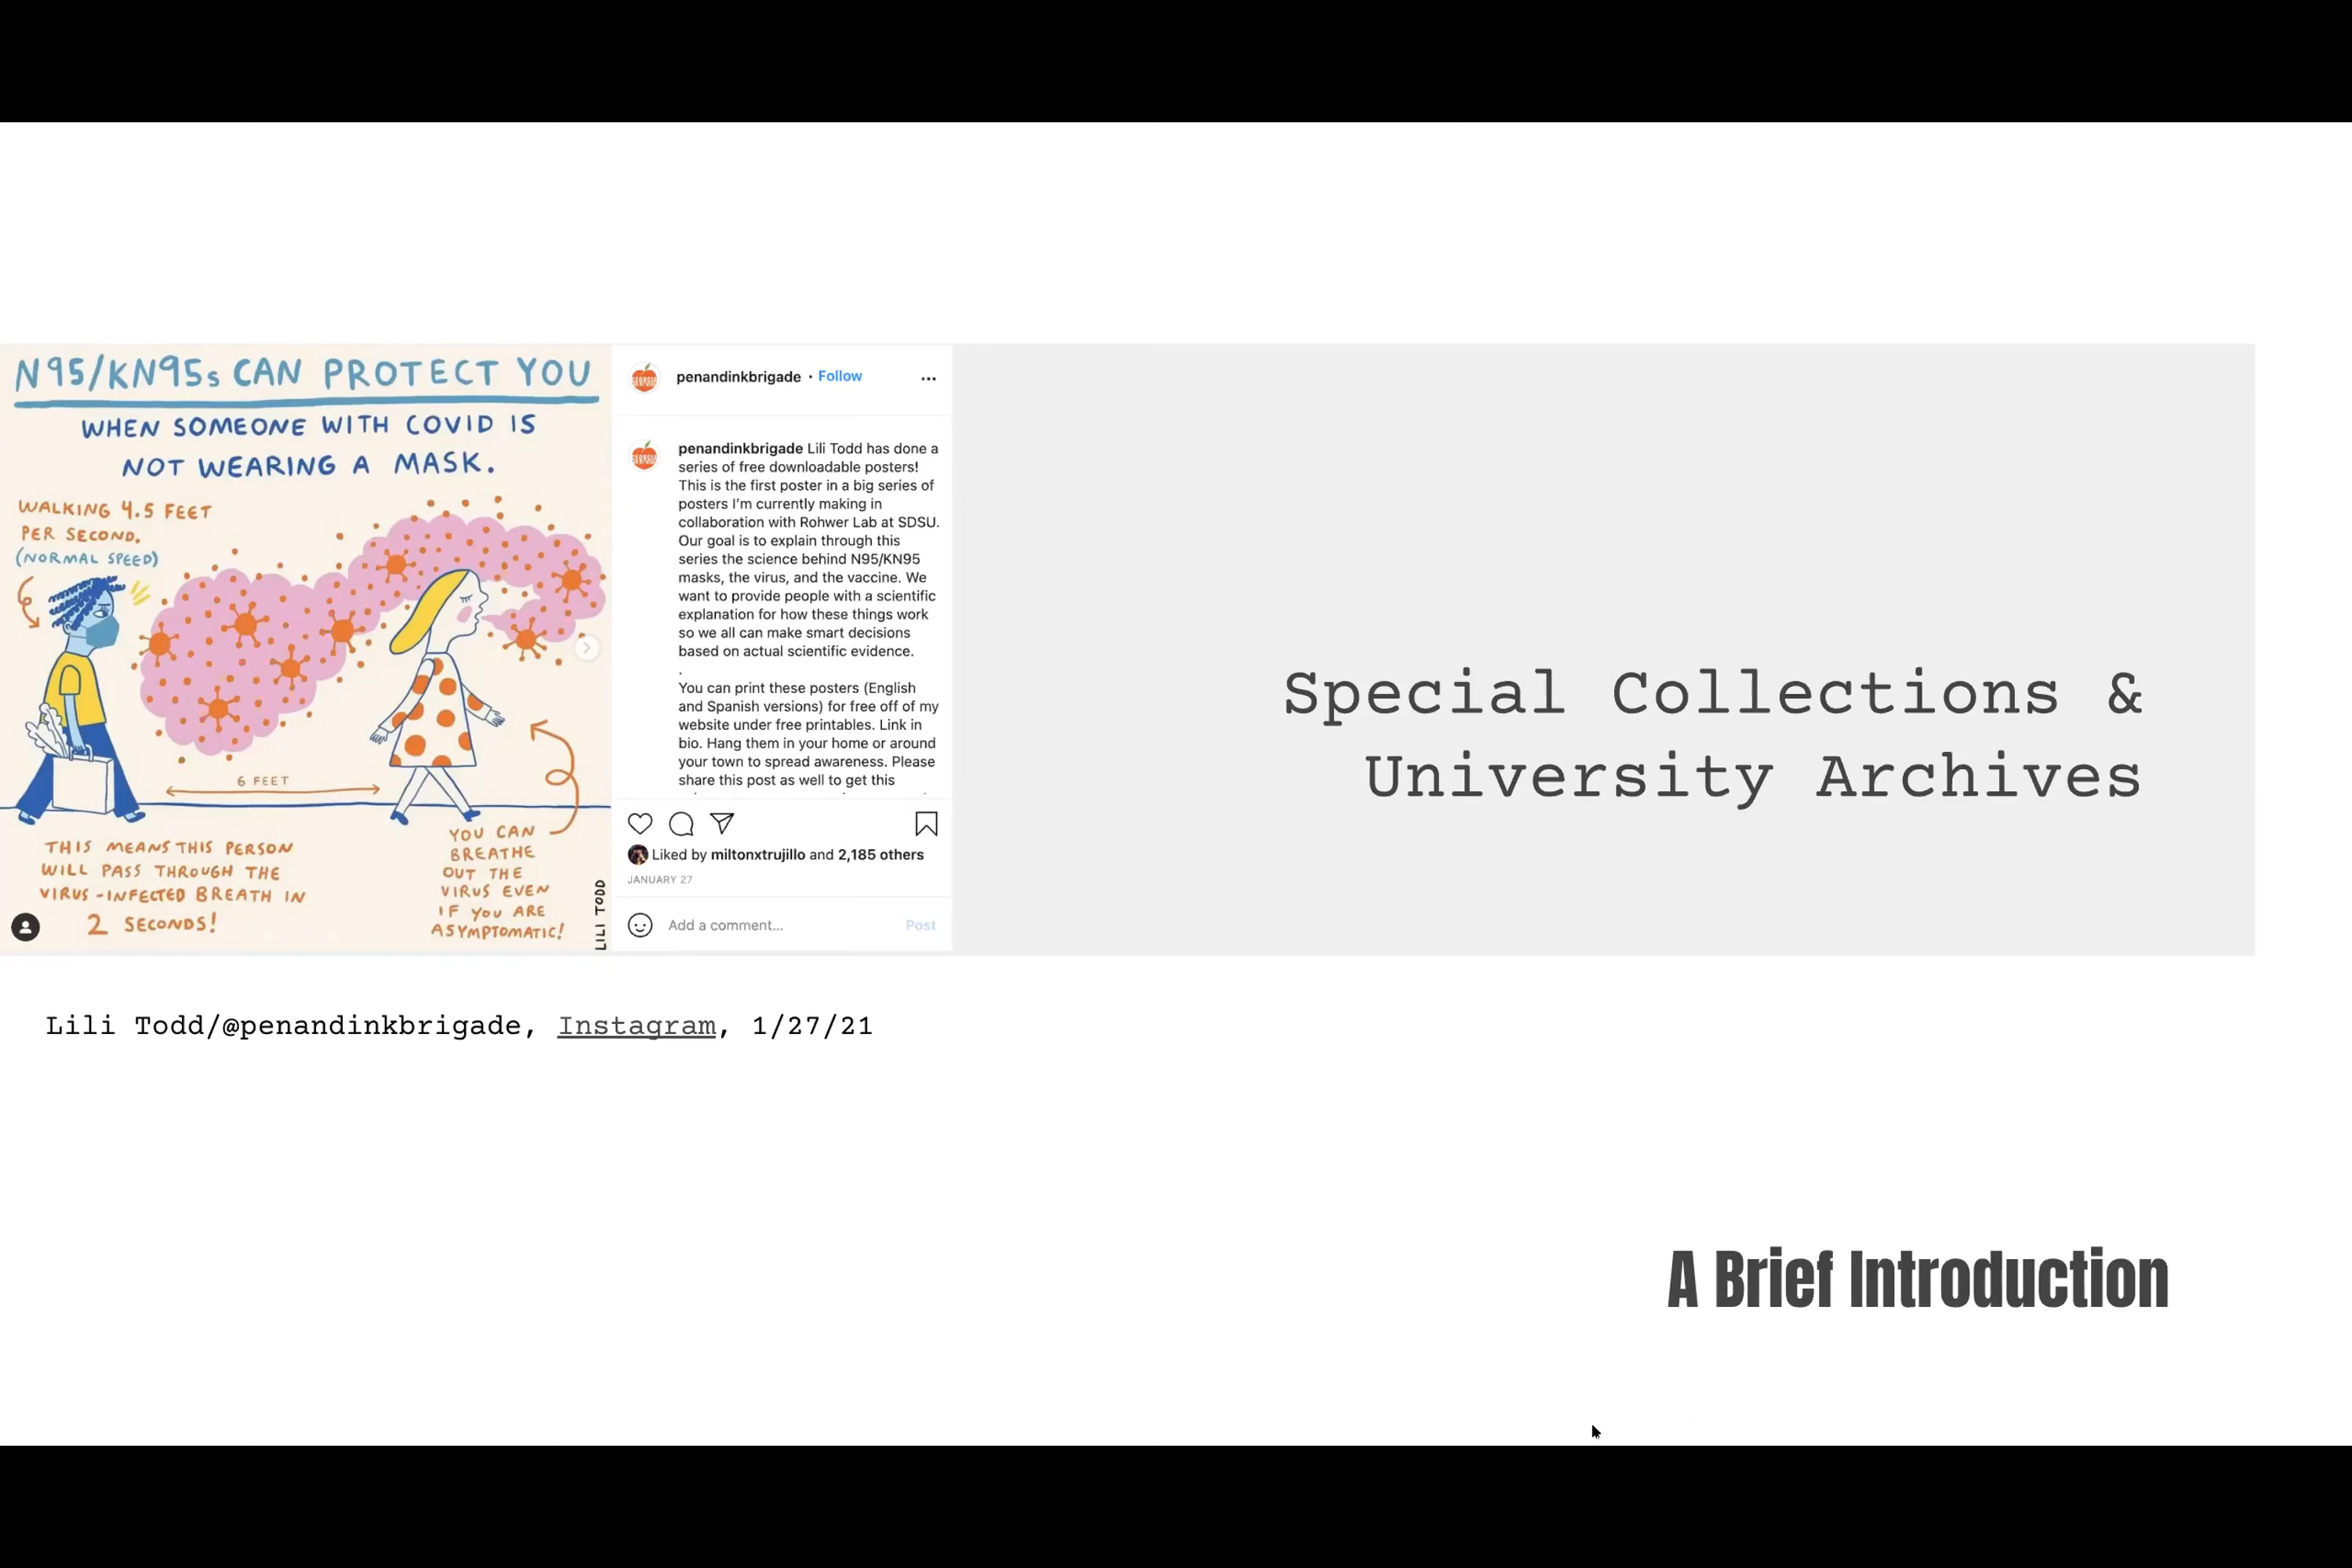 N95/KN95s CAN PROTECT YOU
WHEN SOMEONE WITH COVID IS
NOT WEARING A MASK.
WALKING 4.5 FEET
PER SECOND.
(NORMAL SPEED)
6 FEET
THIS MEANS THIS PERSON
WILL PASS THROUGH THE
VIRUS-INFECTED BREATH IN
2 SECONDS!
YOU CAN
BREATHE
OUT THE
VIRUS EVEN
IF YOU ARE
ASYMPTOMATIC!
LILI TODD
penandinkbrigade • Follow
penandinkbrigade Lili Todd has done a
series of free downloadable posters!
This is the first poster in a big series of
posters I'm currently making in
collaboration with Rohwer Lab at SDSU.
Our goal is to explain through this
series the science behind N95/KN95
masks, the virus, and the vaccine. We
want to provide people with a scientific
explanation for how these things work
so we all can make smart decisions
based on actual scientific evidence.
.
You can print these posters (English
and Spanish versions) for free off of my
website under free printables. Link in
bio. Hang them in your home or around
your town to spread awareness. Please
share this post as well to get this
Liked by miltonxtrujillo and 2,185 others
JANUARY 27
Add a comment... Post
Special Collections &
University Archives
Lili Todd/@penandinkbrigade, Instagram, 1/27/21
A Brief Introduction